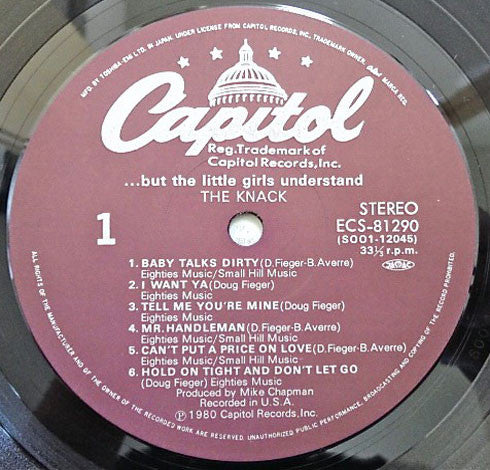 MFD. BY TOSHIBA-EMI LTD. IN JAPAN. UNDER LICENSE FROM CAPITOL RECORDS, INC., TRADEMARK OWNER. MARCA REG.
Capitol
Reg. Trademark of
Capitol Records, Inc.
...but the little girls understand
THE KNACK
1
STEREO
ECS-81290
(SOO1-12045)
33⅓ r.p.m.
1. BABY TALKS DIRTY (D. Fieger-B. Averre)
Eighties Music/Small Hill Music
2. I WANT YA (Doug Fieger)
Eighties Music
3. TELL ME YOU'RE MINE (Doug Fieger)
Eighties Music
4. MR. HANDLEMAN (D. Fieger-B. Averre)
Eighties Music/Small Hill Music
5. CAN'T PUT A PRICE ON LOVE (D. Fieger-B. Averre)
Eighties Music/Small Hill Music
6. HOLD ON TIGHT AND DON'T LET GO
(Doug Fieger) Eighties Music
Produced by Mike Chapman
Recorded in U.S.A.
Ⓟ 1980 Capitol Records, Inc.
ALL RIGHTS OF THE MANUFACTURER AND OF THE OWNER OF THE RECORDED WORK ARE RESERVED. UNAUTHORIZED PUBLIC PERFORMANCE, BROADCASTING AND COPYING OF THIS RECORD PROHIBITED.